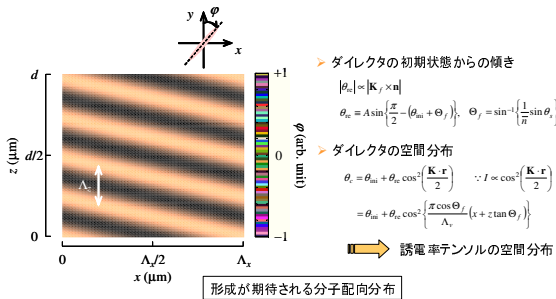 y
φ
x
d
d/2
0
z (μm)
Λz
0
Λx/2
Λx
x (μm)
+1
0
−1
φ (arb. unit)
➢ ダイレクタの初期状態からの傾き
|θre| ∝ |Kf × n|
θre ≡ A sin{π/2 − (θini + Θf)}, Θf = sin⁻¹{1/n sin θs}
➢ ダイレクタの空間分布
θc = θini + θre cos²(K · r/2) ∵ I ∝ cos²(K · r/2)
= θini + θre cos²{π cos Θf/Λv (x + z tan Θf)}
誘電率テンソルの空間分布
形成が期待される分子配向分布